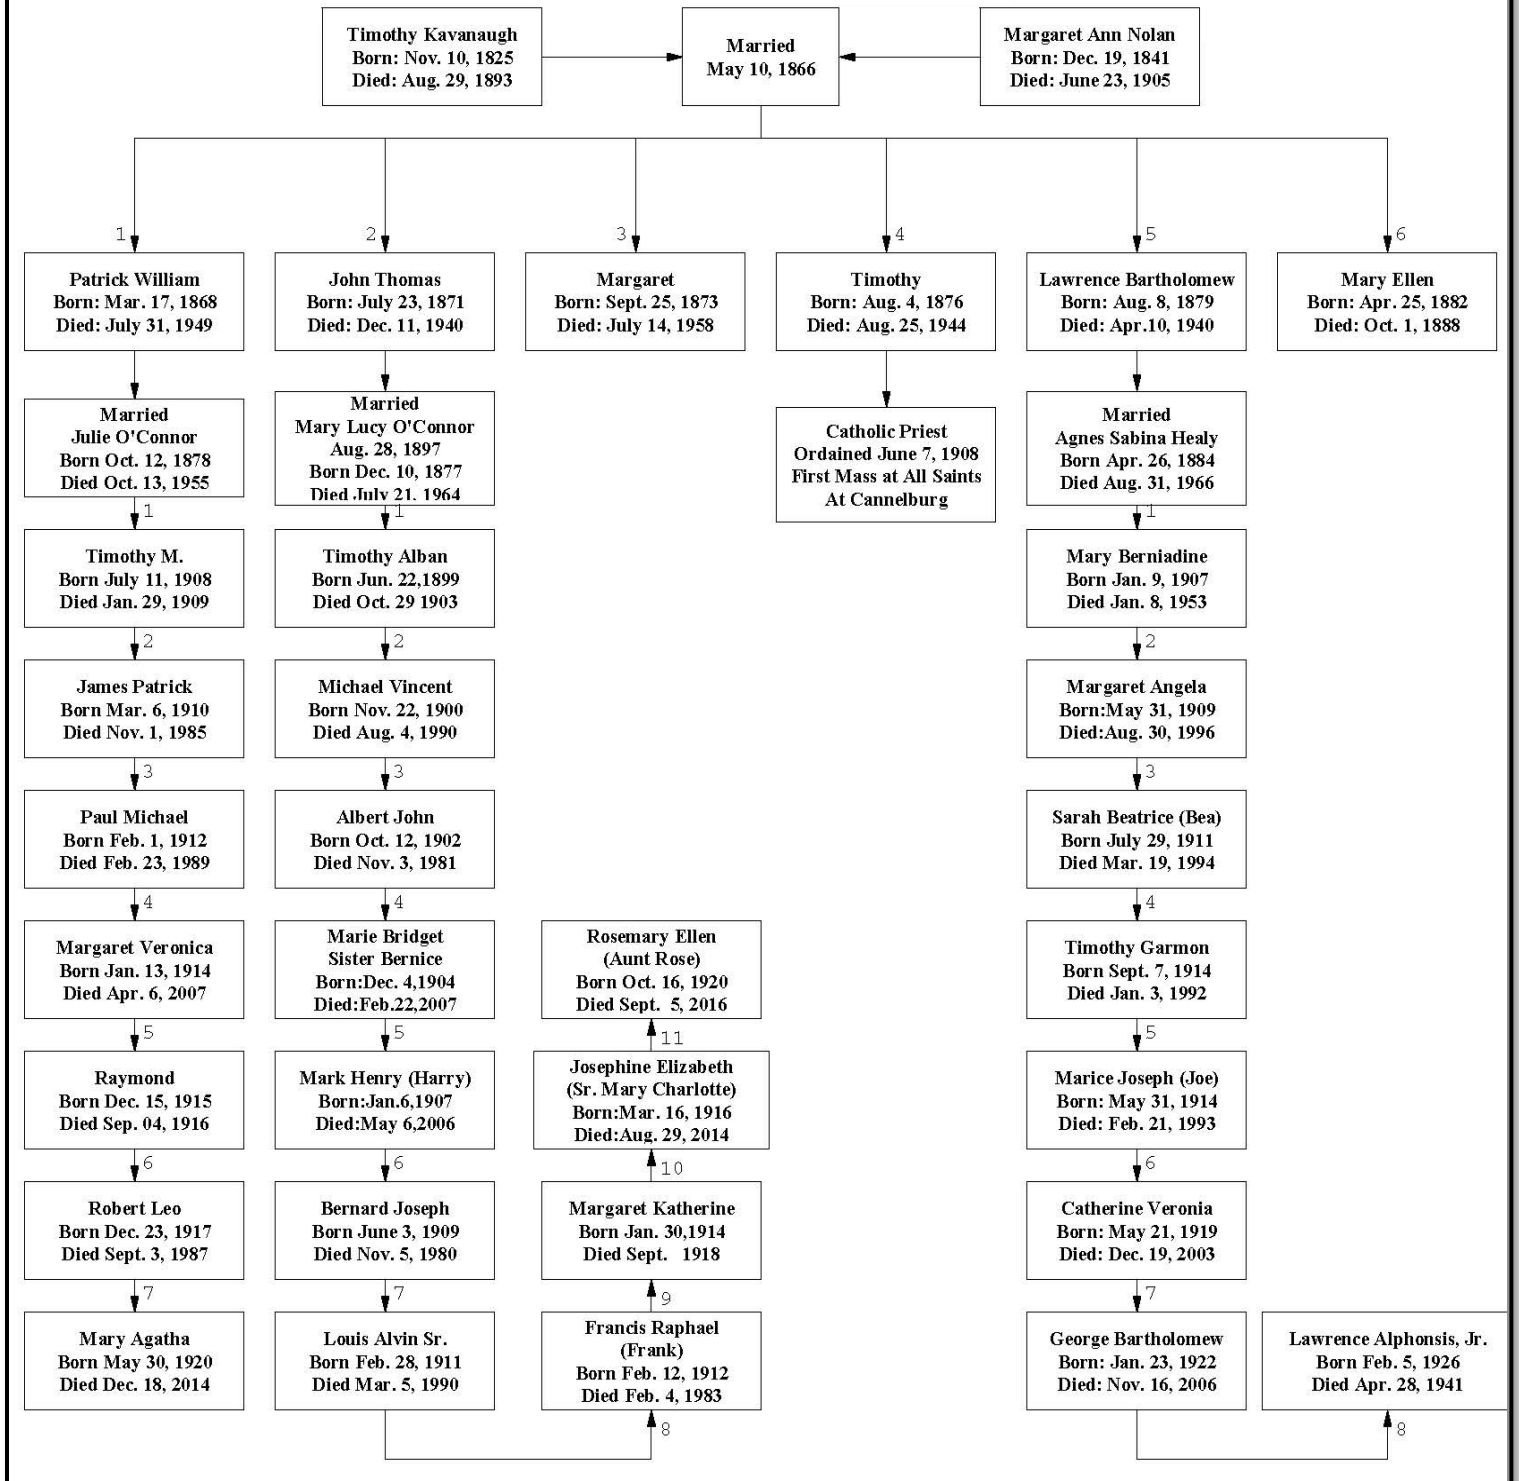 Timothy Kavanaugh
Born: Nov. 10, 1825
Died: Aug. 29, 1893
Married
May 10, 1866
Margaret Ann Nolan
Born: Dec. 19, 1841
Died: June 23, 1905
1
Patrick William
Born: Mar. 17, 1868
Died: July 31, 1949
2
John Thomas
Born: July 23, 1871
Died: Dec. 11, 1940
3
Margaret
Born: Sept. 25, 1873
Died: July 14, 1958
4
Timothy
Born: Aug. 4, 1876
Died: Aug. 25, 1944
5
Lawrence Bartholomew
Born: Aug. 8, 1879
Died: Apr.10, 1940
6
Mary Ellen
Born: Apr. 25, 1882
Died: Oct. 1, 1888
Married
Julie O'Connor
Born Oct. 12, 1878
Died Oct. 13, 1955
1
Timothy M.
Born July 11, 1908
Died Jan. 29, 1909
2
James Patrick
Born Mar. 6, 1910
Died Nov. 1, 1985
3
Paul Michael
Born Feb. 1, 1912
Died Feb. 23, 1989
4
Margaret Veronica
Born Jan. 13, 1914
Died Apr. 6, 2007
5
Raymond
Born Dec. 15, 1915
Died Sep. 04, 1916
6
Robert Leo
Born Dec. 23, 1917
Died Sept. 3, 1987
7
Mary Agatha
Born May 30, 1920
Died Dec. 18, 2014
Married
Mary Lucy O'Connor
Aug. 28, 1897
Born Dec. 10, 1877
Died July 21, 1964
1
Timothy Alban
Born Jun. 22,1899
Died Oct. 29 1903
2
Michael Vincent
Born Nov. 22, 1900
Died Aug. 4, 1990
3
Albert John
Born Oct. 12, 1902
Died Nov. 3, 1981
4
Marie Bridget
Sister Bernice
Born:Dec. 4,1904
Died:Feb.22,2007
5
Mark Henry (Harry)
Born:Jan.6,1907
Died:May 6,2006
6
Bernard Joseph
Born June 3, 1909
Died Nov. 5, 1980
7
Louis Alvin Sr.
Born Feb. 28, 1911
Died Mar. 5, 1990
8
Francis Raphael
(Frank)
Born Feb. 12, 1912
Died Feb. 4, 1983
9
Margaret Katherine
Born Jan. 30,1914
Died Sept. 1918
10
Josephine Elizabeth
(Sr. Mary Charlotte)
Born:Mar. 16, 1916
Died:Aug. 29, 2014
11
Rosemary Ellen
(Aunt Rose)
Born Oct. 16, 1920
Died Sept. 5, 2016
Catholic Priest
Ordained June 7, 1908
First Mass at All Saints
At Cannelburg
Married
Agnes Sabina Healy
Born Apr. 26, 1884
Died Aug. 31, 1966
1
Mary Berniadine
Born Jan. 9, 1907
Died Jan. 8, 1953
2
Margaret Angela
Born:May 31, 1909
Died:Aug. 30, 1996
3
Sarah Beatrice (Bea)
Born July 29, 1911
Died Mar. 19, 1994
4
Timothy Garmon
Born Sept. 7, 1914
Died Jan. 3, 1992
5
Marice Joseph (Joe)
Born: May 31, 1914
Died: Feb. 21, 1993
6
Catherine Veronia
Born: May 21, 1919
Died: Dec. 19, 2003
7
George Bartholomew
Born: Jan. 23, 1922
Died: Nov. 16, 2006
8
Lawrence Alphonsis, Jr.
Born Feb. 5, 1926
Died Apr. 28, 1941